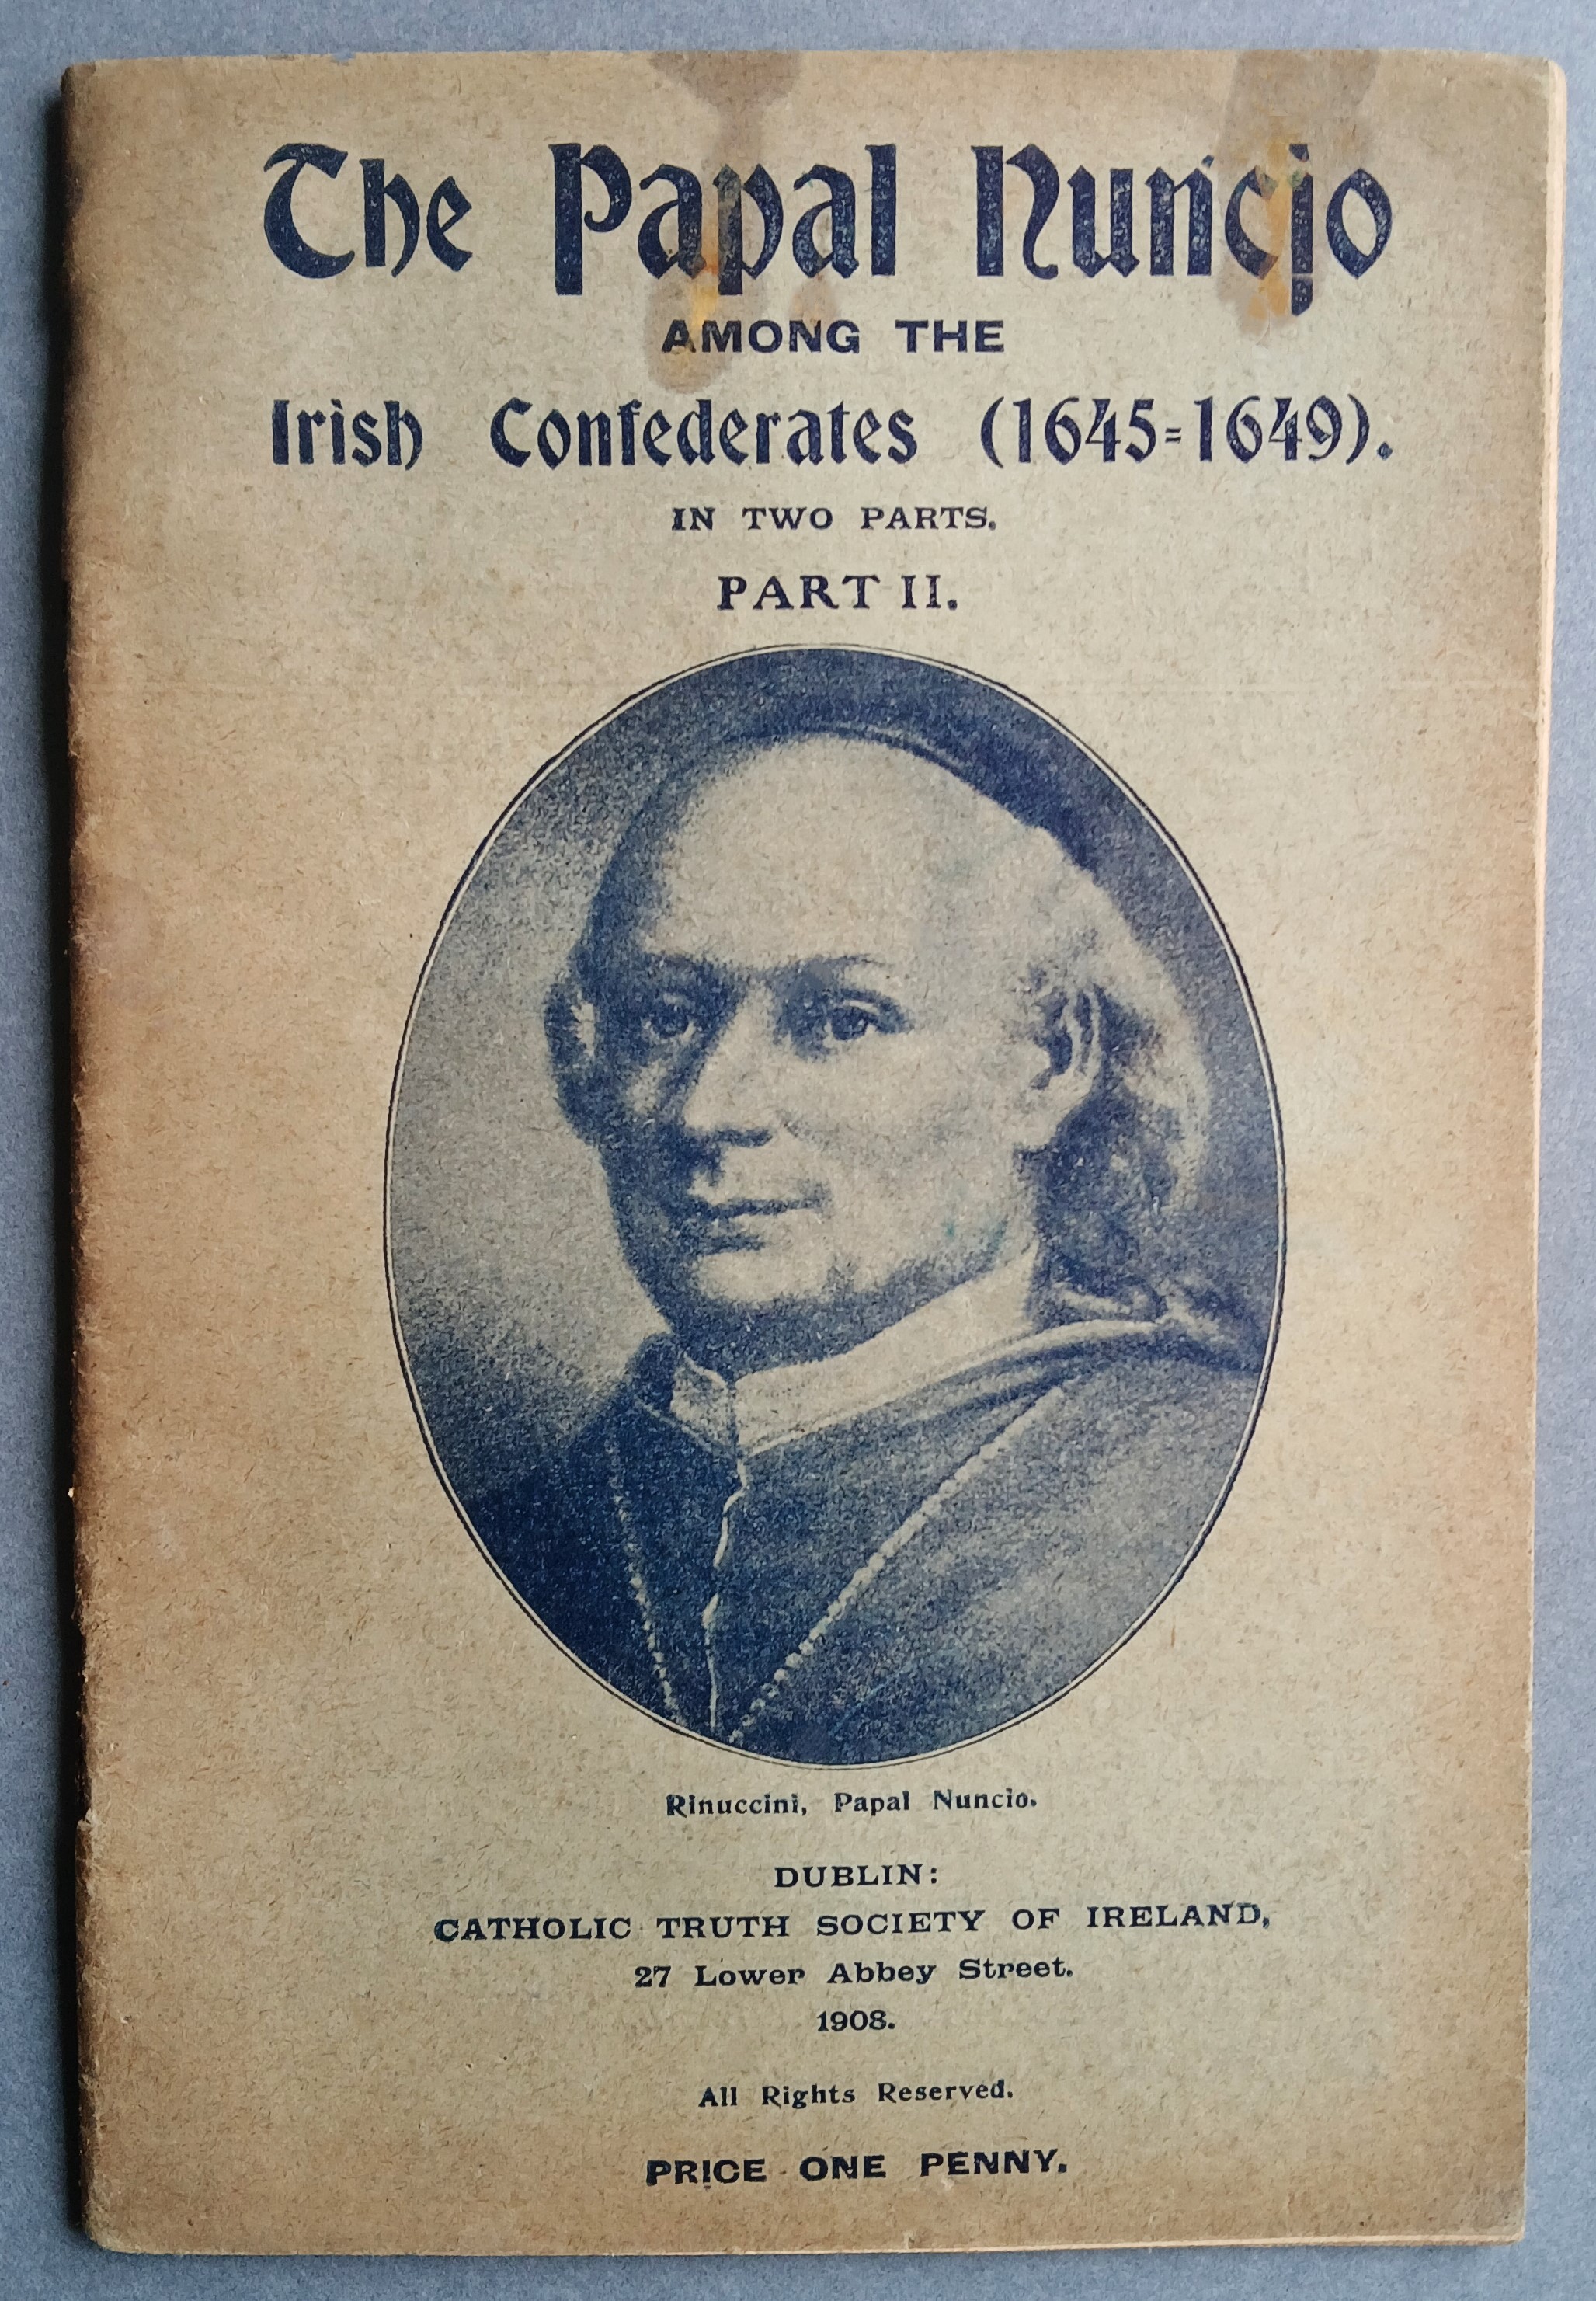 The Papal Nuncio
AMONG THE
Irish Confederates (1645=1649).
IN TWO PARTS.
PART II.
Rinuccini, Papal Nuncio.
DUBLIN:
CATHOLIC TRUTH SOCIETY OF IRELAND,
27 Lower Abbey Street.
1908.
All Rights Reserved.
PRICE ONE PENNY.